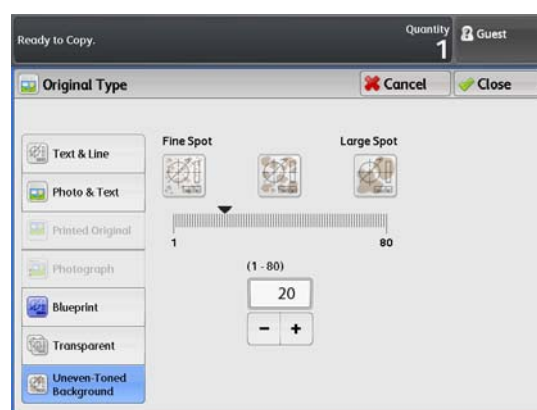 Ready to Copy.
Quantity
1
Guest
Original Type
Cancel
Close
Text & Line
Photo & Text
Printed Original
Photograph
Blueprint
Transparent
Uneven-Toned
Background
Fine Spot
Large Spot
1
80
(1 - 80)
20
- +